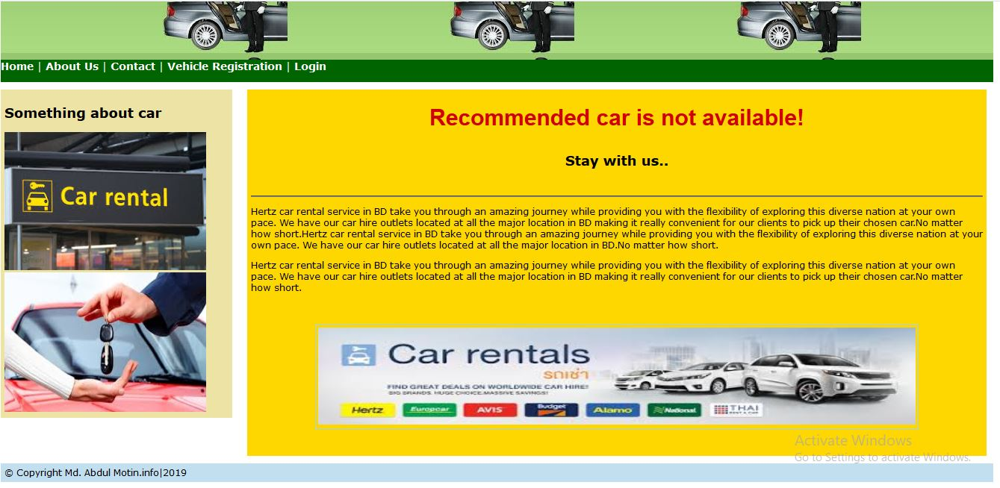 Home | About Us | Contact | Vehicle Registration | Login
Something about car
Car rental
Recommended car is not available!
Stay with us..
Hertz car rental service in BD take you through an amazing journey while providing you with the flexibility of exploring this diverse nation at your own
pace. We have our car hire outlets located at all the major location in BD making it really convenient for our clients to pick up their chosen car.No matter
how short.Hertz car rental service in BD take you through an amazing journey while providing you with the flexibility of exploring this diverse nation at your
own pace. We have our car hire outlets located at all the major location in BD.No matter how short.
Hertz car rental service in BD take you through an amazing journey while providing you with the flexibility of exploring this diverse nation at your own
pace. We have our car hire outlets located at all the major location in BD making it really convenient for our clients to pick up their chosen car.No matter
how short.
Car rentals
รถเช่า
FIND GREAT DEALS ON WORLDWIDE CAR HIRE!
BIG BRANDS. HUGE CHOICE.MASSIVE SAVINGS!
Hertz Europcar AVIS Budget Alamo National THAI
RENT A CAR
Activate Windows
Go to Settings to activate Windows.
© Copyright Md. Abdul Motin.info|2019